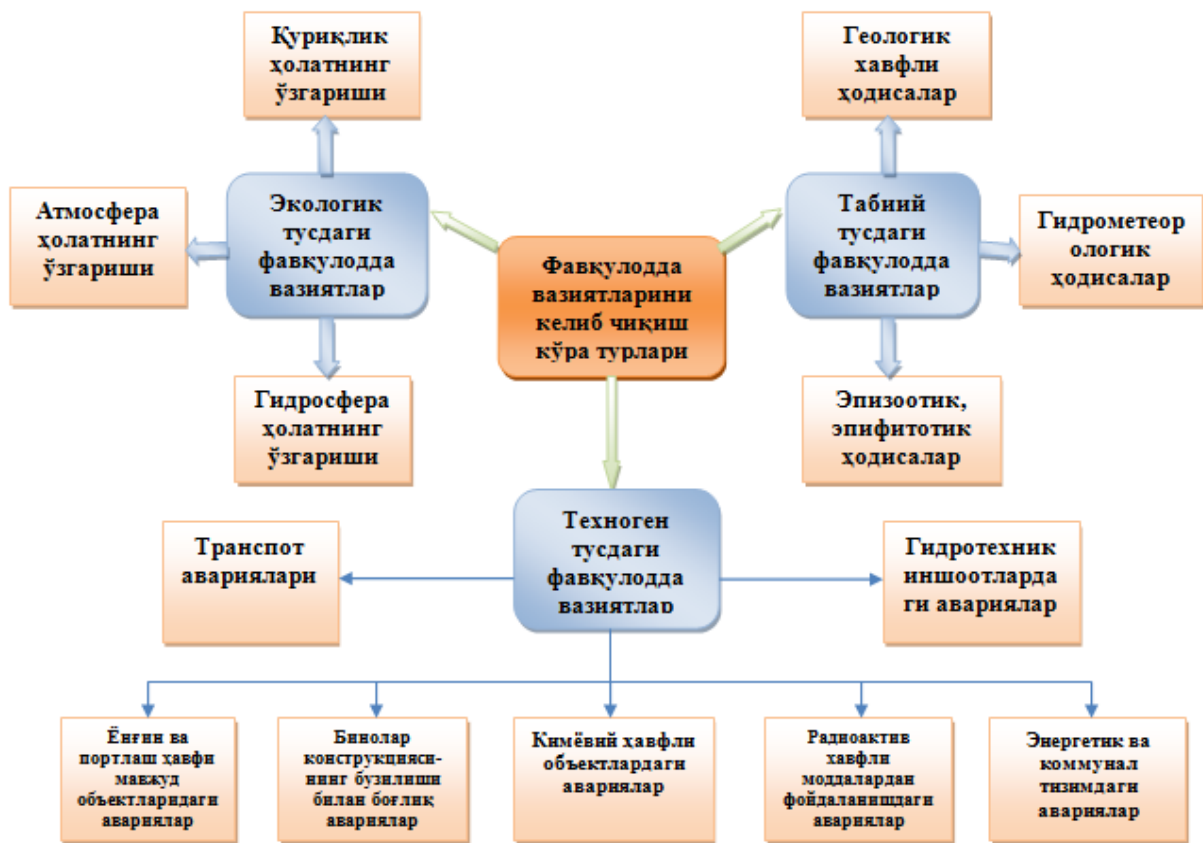 Қуриқлик
ҳолатнинг
ўзгариши
Геологик
хавфли
ҳодисалар
Атмосфера
ҳолатнинг
ўзгариши
Экологик
тусдаги
фавқулодда
вазиятлар
Фавқулодда
вазиятларини
келиб чиқиш
кўра турлари
Табиий
тусдаги
фавқулодда
вазиятлар
Гидрометеор
ологик
ҳодисалар
Гидросфера
ҳолатнинг
ўзгариши
Эпизоотик,
эпифитотик
ҳодисалар
Транспот
авариялари
Техноген
тусдаги
фавқулодда
вазиятлар
Гидротехник
иншоотларда
ги авариялар
Ёнғин ва
портлаш ҳавфи
мавжуд
объектларидаги
авариялар
Бинолар
конструкцияси-
нинг бузилиши
билан боғлиқ
авариялар
Кимёвий ҳавфли
объектлардаги
авариялар
Радиоактив
хавфли
моддалардан
фойдаланишдаги
авариялар
Энергетик ва
коммунал
тизимдаги
авариялар